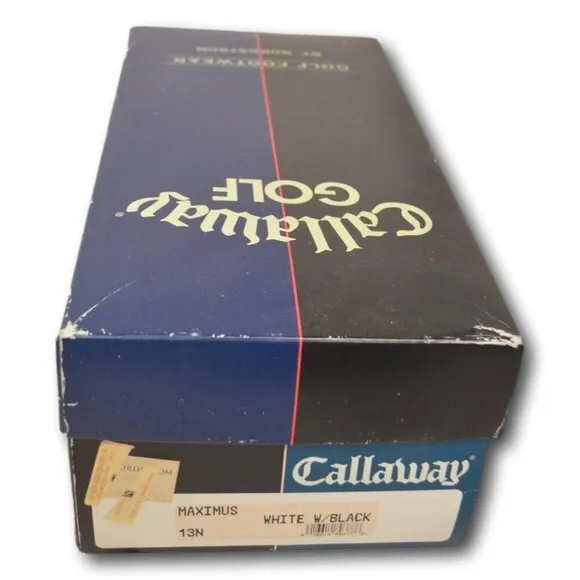 GOLF FOOTWEAR
BY NORDSTROM
Callaway®
GOLF
Callaway®
MAXIMUS WHITE W/BLACK
13N